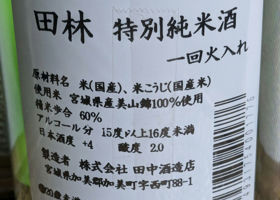 田林 特別純米酒
一回火入れ
原材料名 米(国産)、米こうじ(国産米)
使用米 宮城県産美山錦100%使用
精米歩合 60%
アルコール分 15度以上16度未満
日本酒度 +4 酸度 2.0
製造者 株式会社 田中酒造店
宮城県加美郡加美町字西町88-1